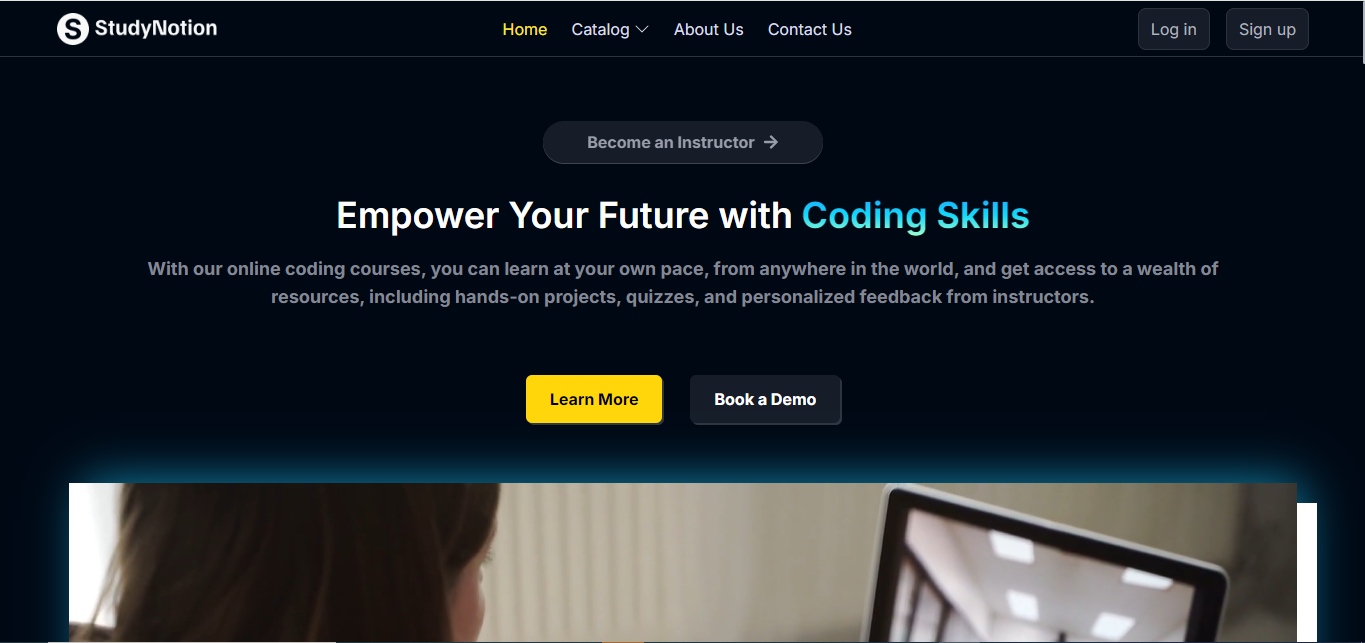 S StudyNotion
Home Catalog About Us Contact Us
Log in Sign up
Become an Instructor
Empower Your Future with Coding Skills
With our online coding courses, you can learn at your own pace, from anywhere in the world, and get access to a wealth of
resources, including hands-on projects, quizzes, and personalized feedback from instructors.
Learn More Book a Demo